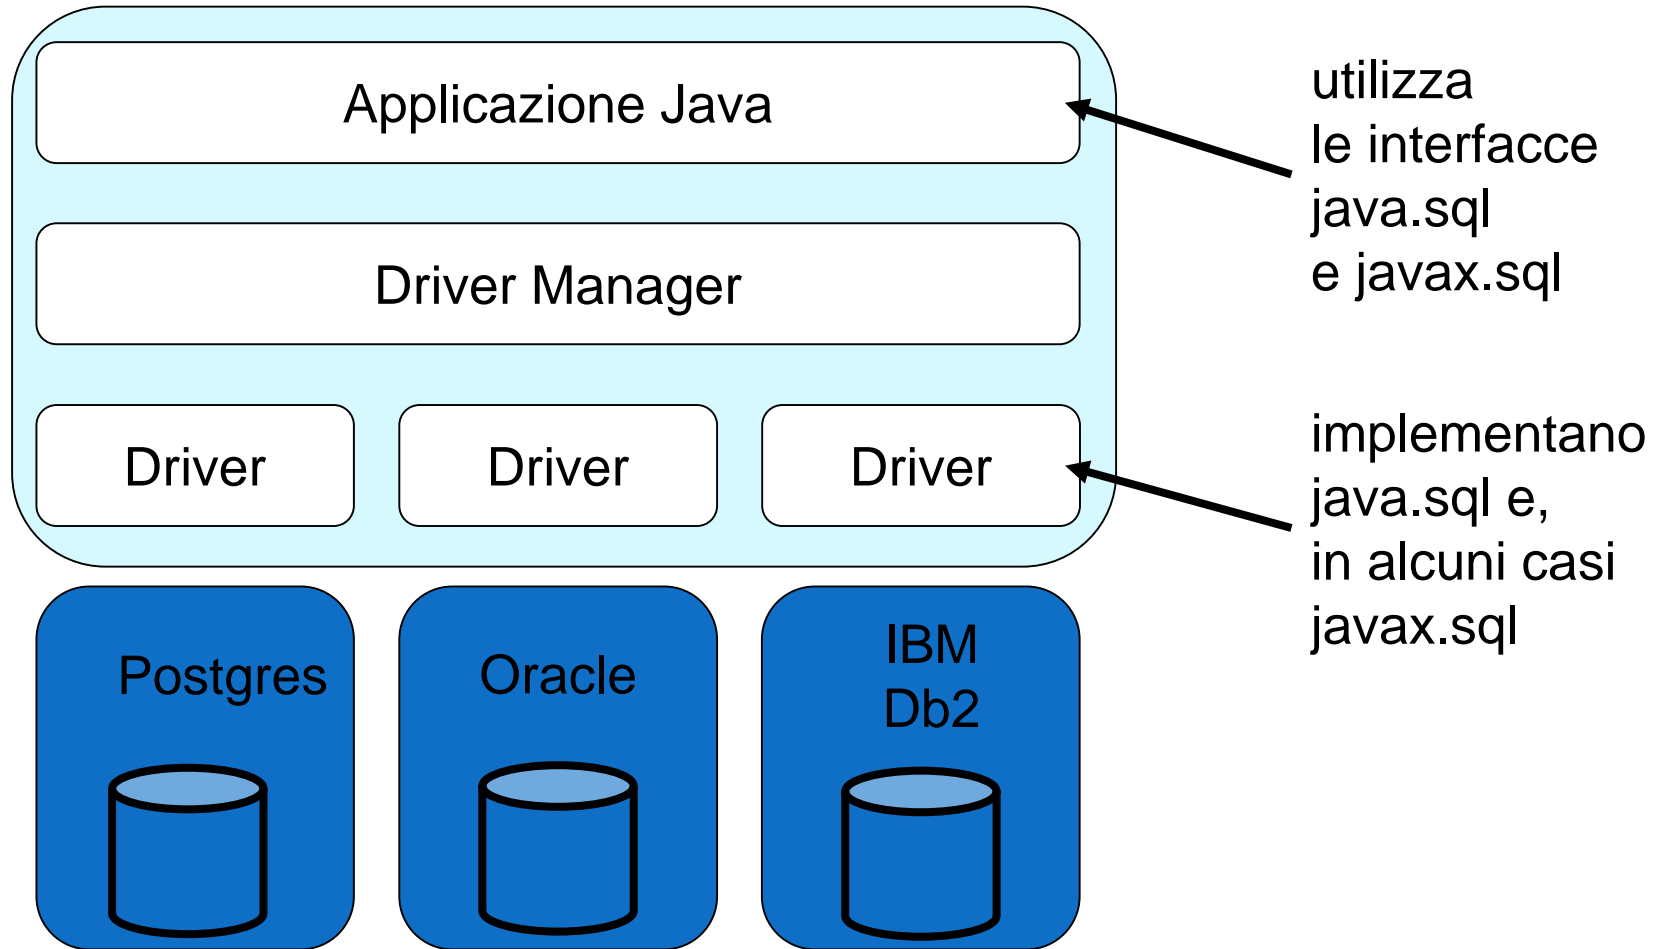 Applicazione Java
utilizza
le interfacce
java.sql
e javax.sql
Driver Manager
Driver
Driver
Driver
implementano
java.sql e,
in alcuni casi
javax.sql
Postgres
Oracle
IBM
Db2